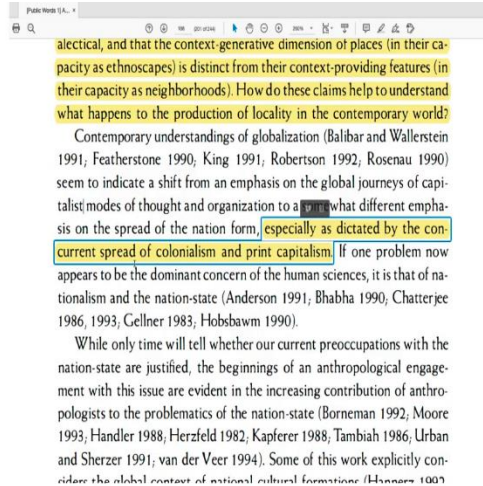 [Public Words 1] A... ×
(201 of 244)
alectical, and that the context-generative dimension of places (in their ca-
pacity as ethnoscapes) is distinct from their context-providing features (in
their capacity as neighborhoods). How do these claims help to understand
what happens to the production of locality in the contemporary world?
Contemporary understandings of globalization (Balibar and Wallerstein
1991; Featherstone 1990; King 1991; Robertson 1992; Rosenau 1990)
seem to indicate a shift from an emphasis on the global journeys of capi-
talist modes of thought and organization to a somewhat different empha-
sis on the spread of the nation form, especially as dictated by the con-
current spread of colonialism and print capitalism. If one problem now
appears to be the dominant concern of the human sciences, it is that of na-
tionalism and the nation-state (Anderson 1991; Bhabha 1990; Chatterjee
1986, 1993; Gellner 1983; Hobsbawm 1990).
While only time will tell whether our current preoccupations with the
nation-state are justified, the beginnings of an anthropological engage-
ment with this issue are evident in the increasing contribution of anthro-
pologists to the problematics of the nation-state (Borneman 1992; Moore
1993; Handler 1988; Herzfeld 1982; Kapferer 1988; Tambiah 1986; Urban
and Sherzer 1991; van der Veer 1994). Some of this work explicitly con-
siders the global context of national cultural formations (Hannerz 1992